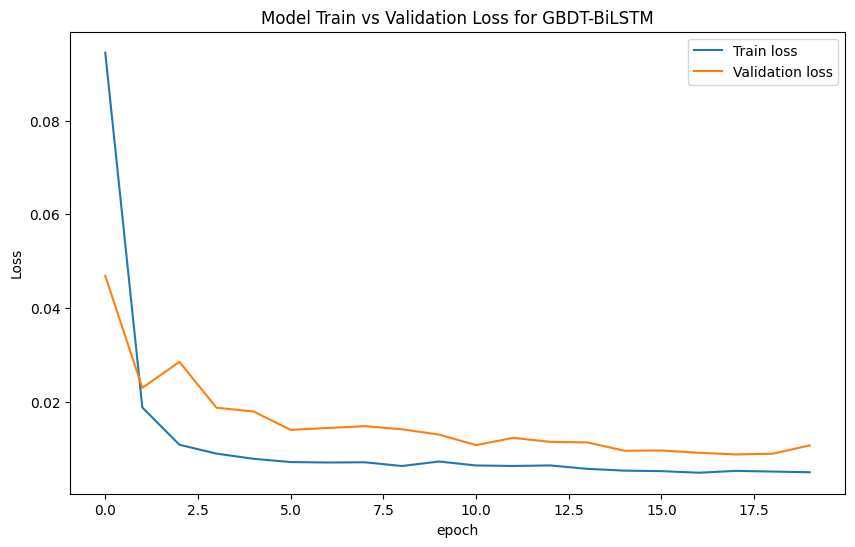 Model Train vs Validation Loss for GBDT-BiLSTM
Train loss
Validation loss
Loss
0.08
0.06
0.04
0.02
0.0
2.5
5.0
7.5
10.0
12.5
15.0
17.5
epoch